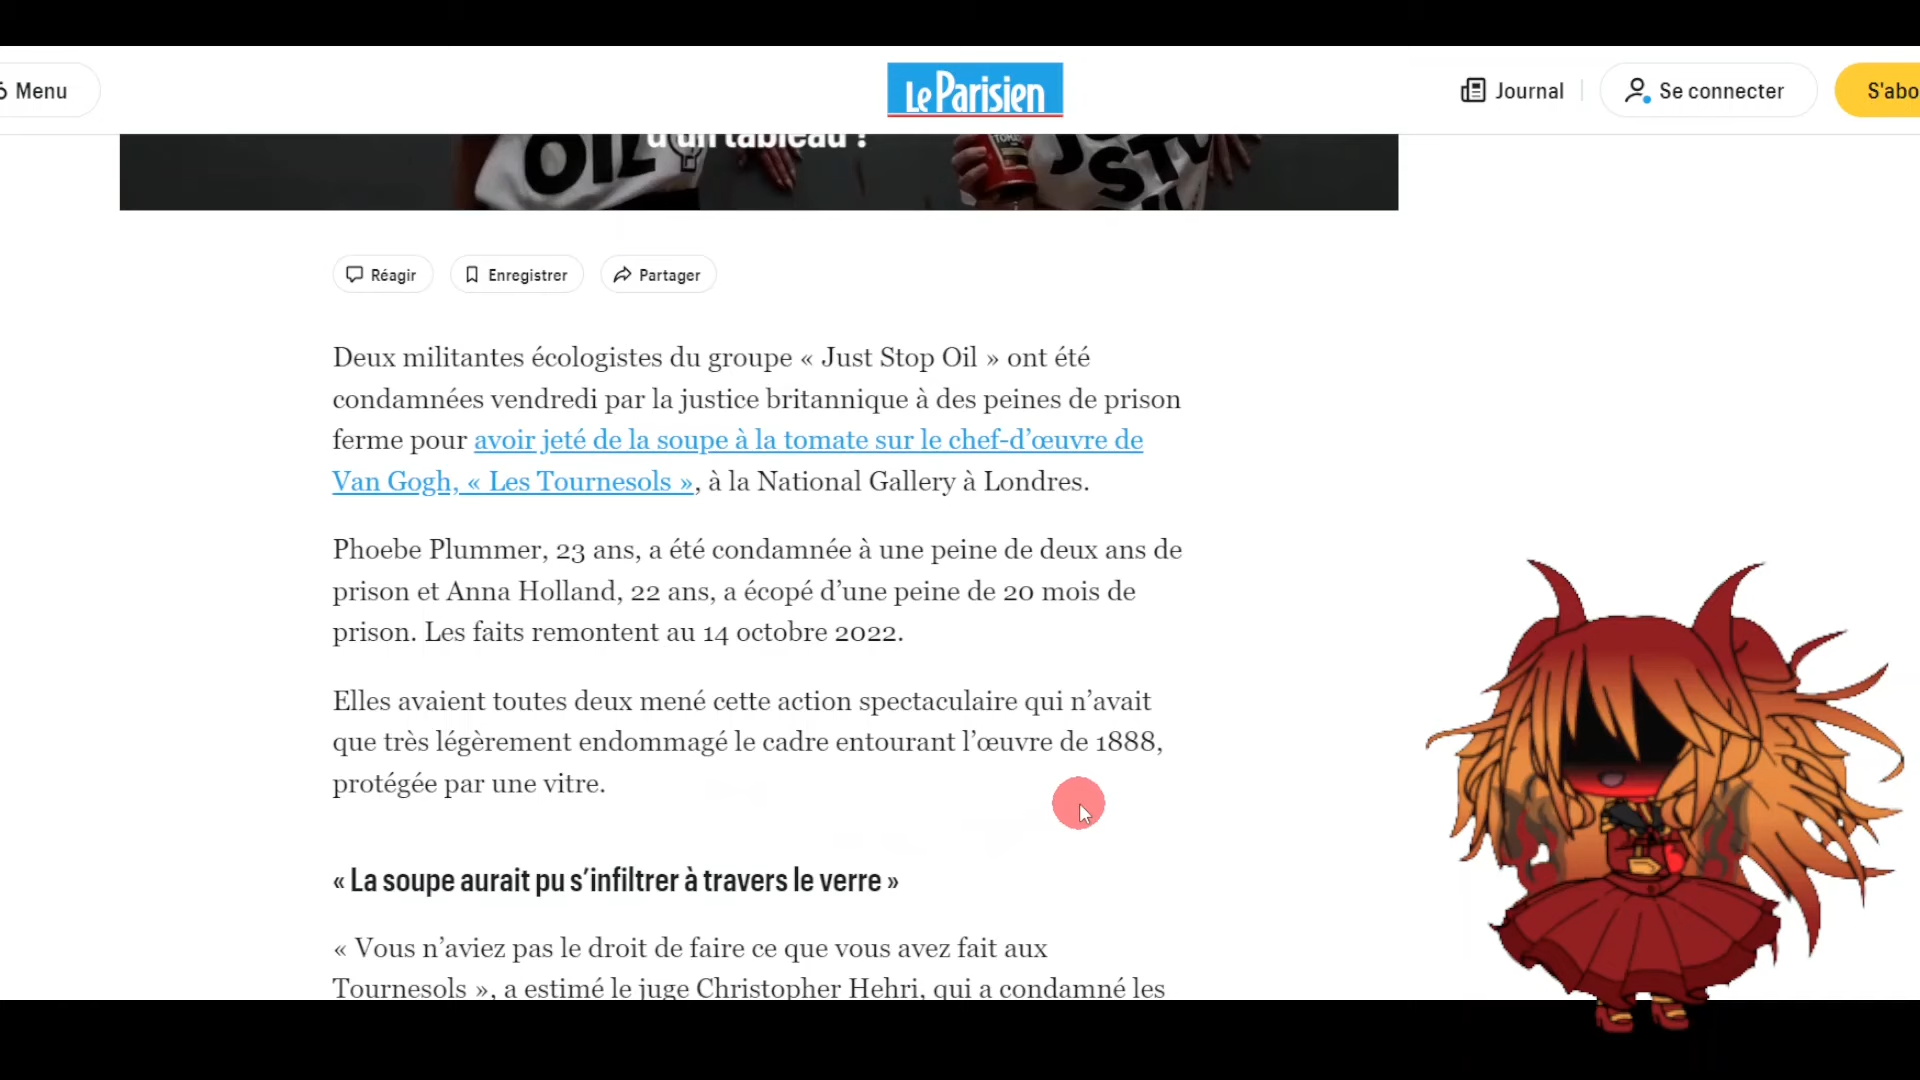 Menu
Le Parisien
Journal
Se connecter
S'abo
d'un tableau ?
OIL
JUST
Réagir
Enregistrer
Partager
Deux militantes écologistes du groupe « Just Stop Oil » ont été
condamnées vendredi par la justice britannique à des peines de prison
ferme pour avoir jeté de la soupe à la tomate sur le chef-d’œuvre de
Van Gogh, « Les Tournesols », à la National Gallery à Londres.
Phoebe Plummer, 23 ans, a été condamnée à une peine de deux ans de
prison et Anna Holland, 22 ans, a écopé d’une peine de 20 mois de
prison. Les faits remontent au 14 octobre 2022.
Elles avaient toutes deux mené cette action spectaculaire qui n’avait
que très légèrement endommagé le cadre entourant l’œuvre de 1888,
protégée par une vitre.
« La soupe aurait pu s’infiltrer à travers le verre »
« Vous n’aviez pas le droit de faire ce que vous avez fait aux
Tournesols », a estimé le juge Christopher Hehri, qui a condamné les